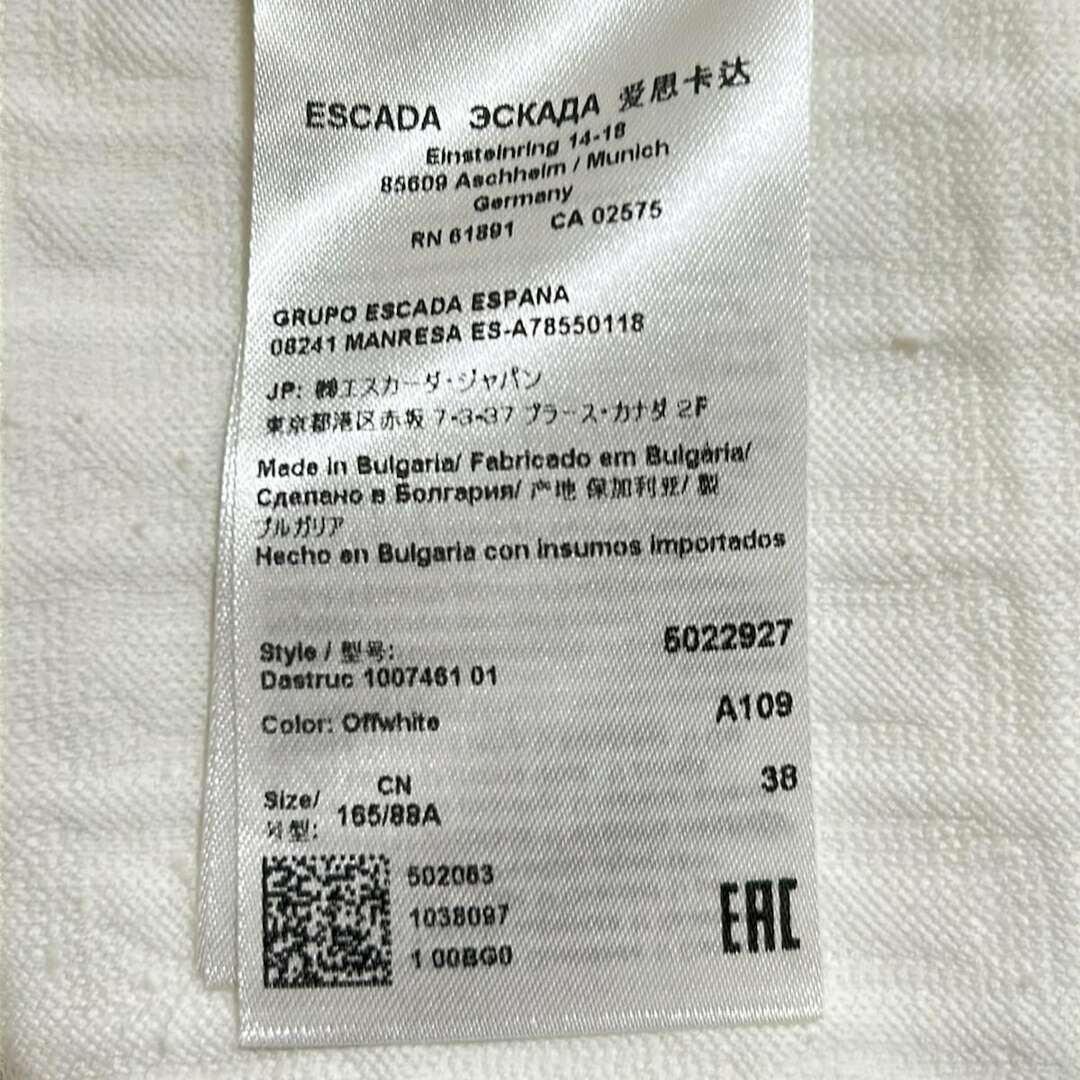 ESCADA ЭСКАДА 爱思卡达
Einsteinring 14-18
85609 Aschheim / Munich
Germany
RN 61891 CA 02575
GRUPO ESCADA ESPANA
08241 MANRESA ES-A78550118
JP: ㈱エスカーダ・ジャパン
東京都港区赤坂 7-3-37 プラース・カナダ 2F
Made in Bulgaria/ Fabricado em Bulgária/
Сделано в Болгария/ 产地 保加利亚/ 製
ブルガリア
Hecho en Bulgaria con insumos importados
Style / 型号: 5022927
Dastruc 1007461 01
Color: Offwhite A109
CN 38
Size/ 165/88A
号型:
502063
1038097
1 00BG0
EAC